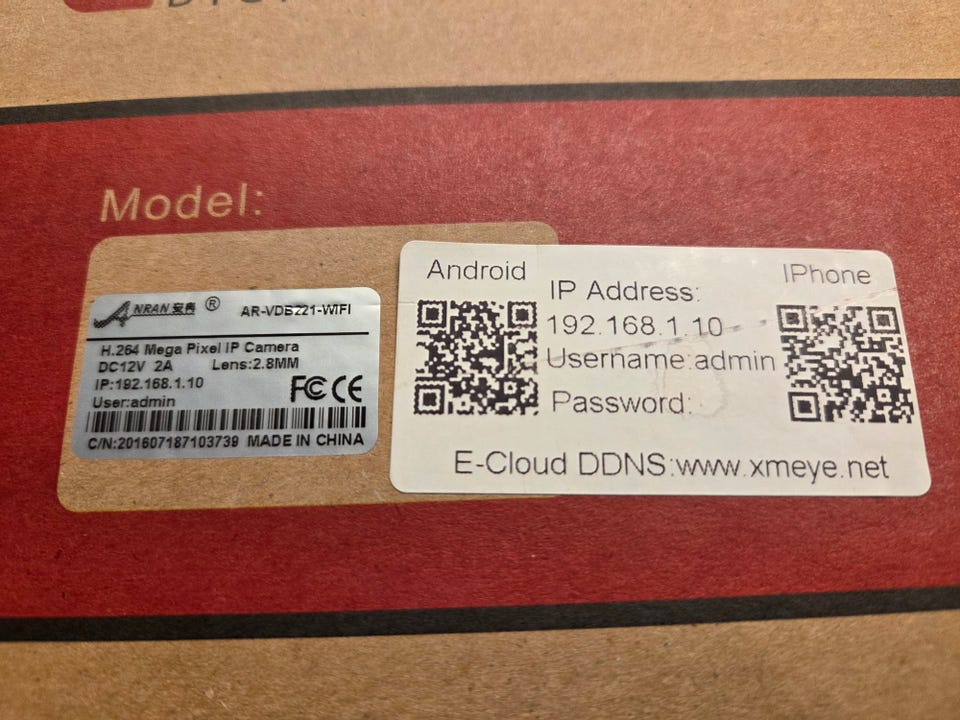 Model:
ANRAN 安冉 ®
AR-VDB221-WIFI
H.264 Mega Pixel IP Camera
DC12V 2A Lens:2.8MM
IP:192.168.1.10
User:admin
FC CE
C/N:201607187103739 MADE IN CHINA
Android
IPhone
IP Address:
192.168.1.10
Username:admin
Password:
E-Cloud DDNS:www.xmeye.net